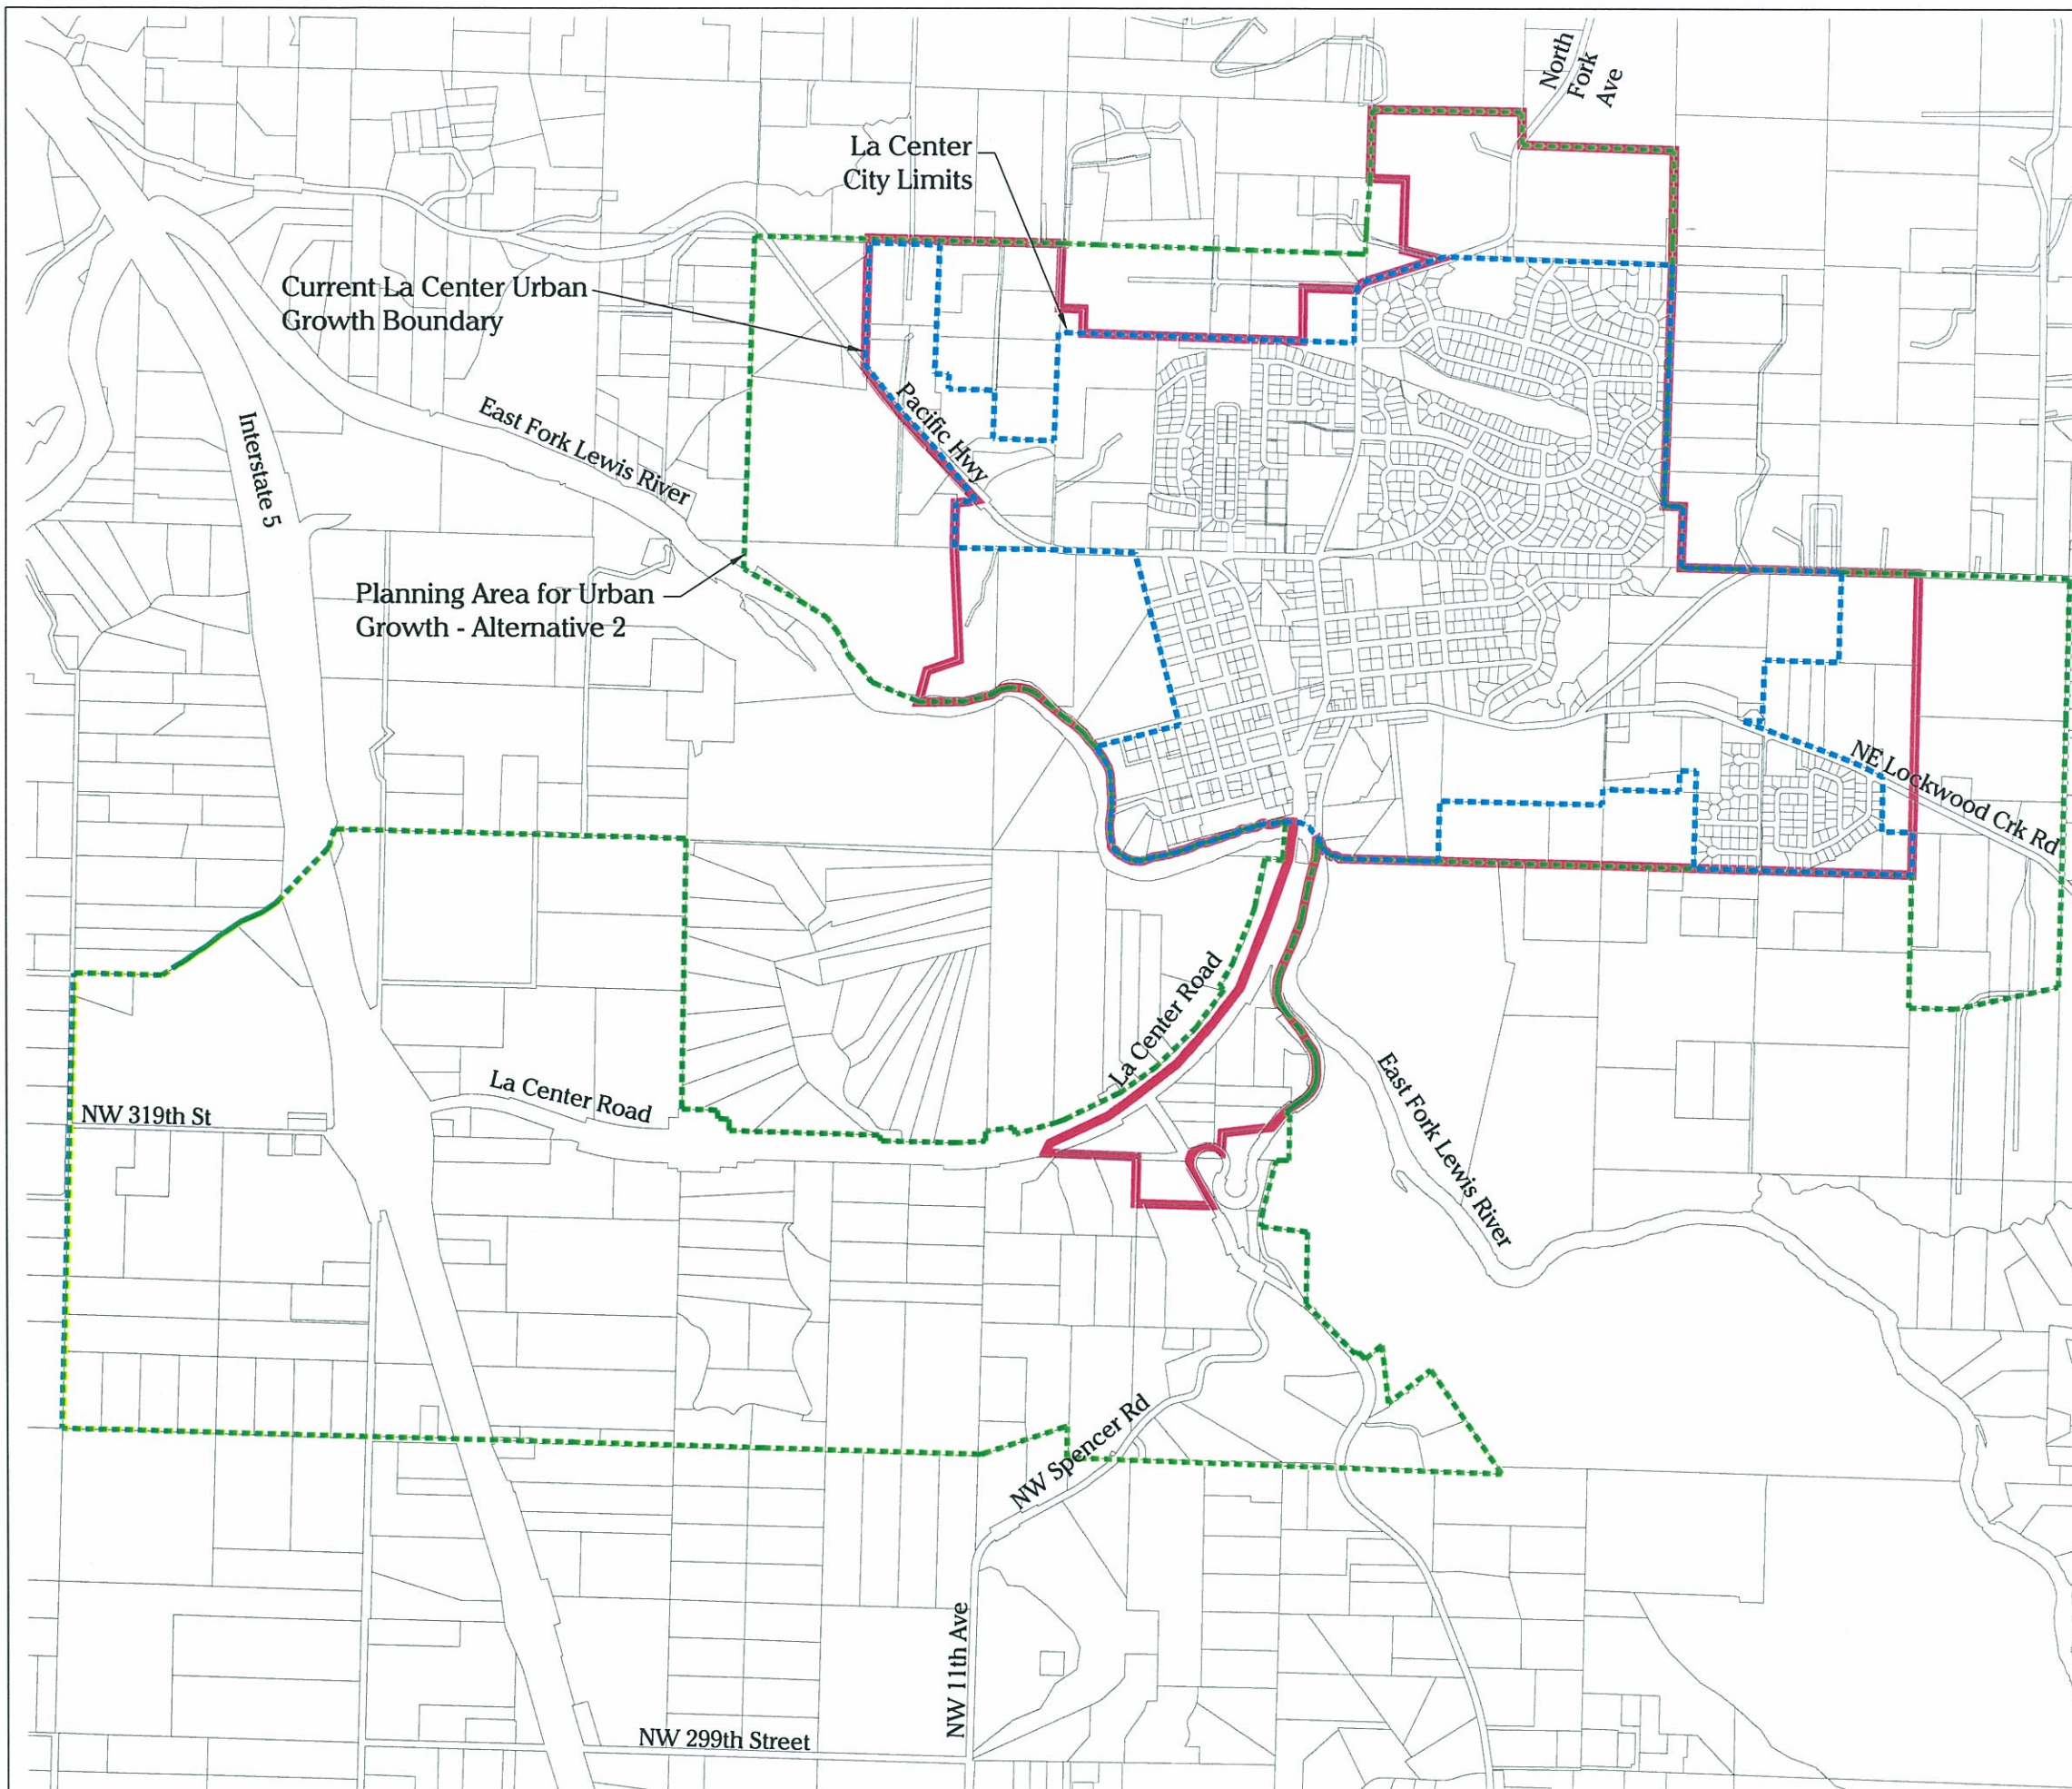 North
Fork
Ave
La Center
City Limits
Current La Center Urban
Growth Boundary
Pacific Hwy
East Fork Lewis River
Interstate 5
Planning Area for Urban
Growth - Alternative 2
NE Lockwood Crk Rd
La Center Road
La Center Road
NW 319th St
East Fork Lewis River
NW Spencer Rd
NW 11th Ave
NW 299th Street